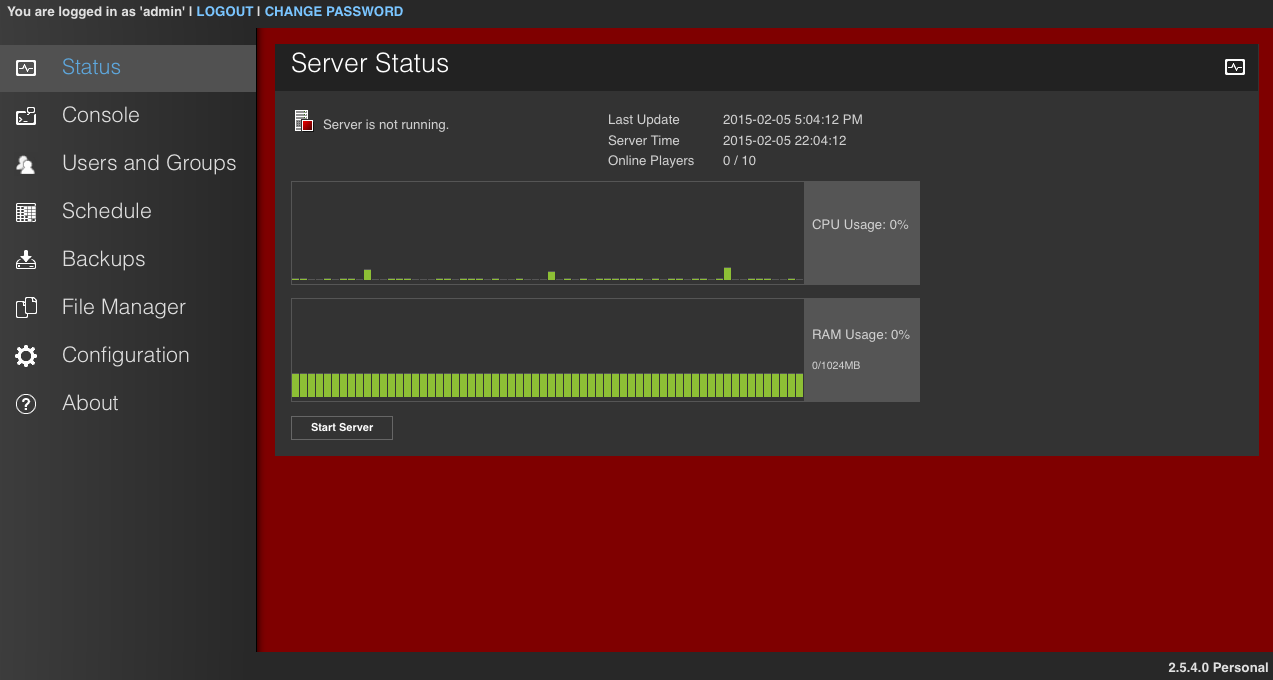 You are logged in as 'admin' | LOGOUT | CHANGE PASSWORD
Status
Console
Users and Groups
Schedule
Backups
File Manager
Configuration
About
Server Status
Server is not running.
Last Update 2015-02-05 5:04:12 PM
Server Time 2015-02-05 22:04:12
Online Players 0 / 10
CPU Usage: 0%
RAM Usage: 0%
0/1024MB
Start Server
2.5.4.0 Personal